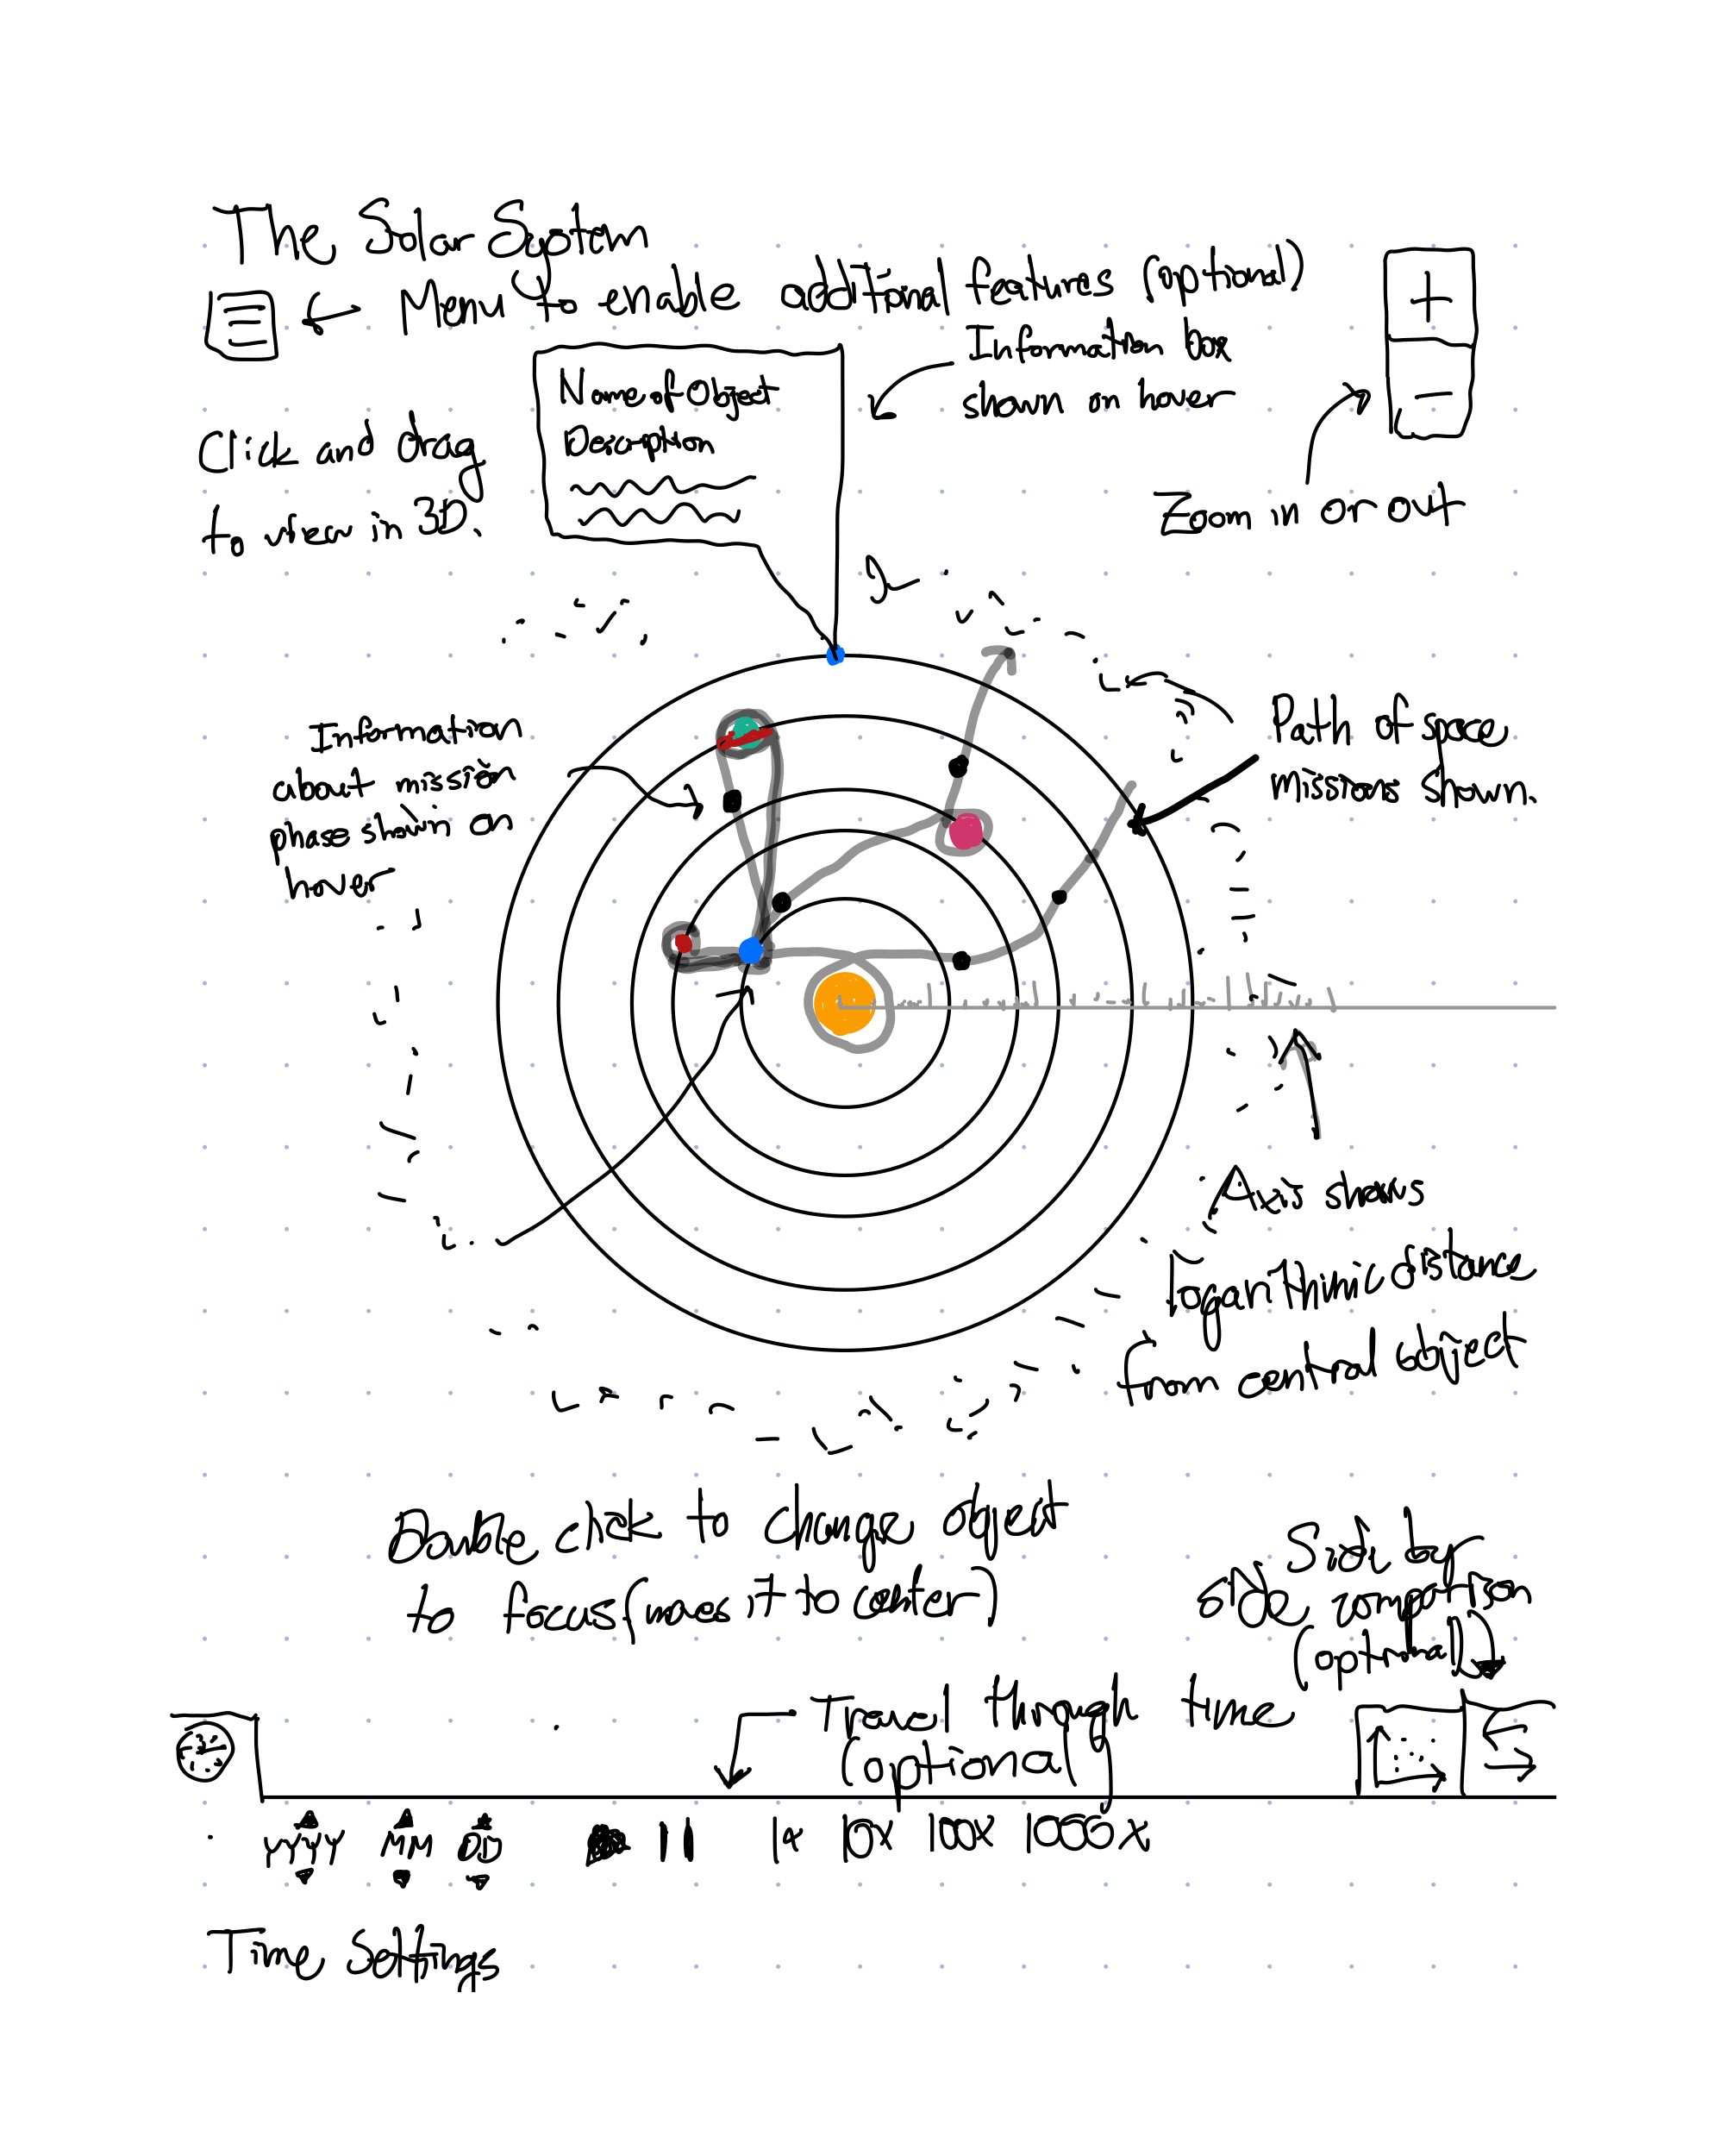 The Solar System
Menu to enable additional features (optional)
Information box
shown on hover
+
−
Zoom in or out
Name of Object
Description
Click and drag
to view in 3D.
Information
about mission
phase shown on
hover
Path of space
missions shown.
Axis shows
logarithmic distance
from central object
Double click to change object
to focus (moves it to center)
Side by
side comparison
(optional)
Travel through time
(optional)
YYYY MM DD 1x 10x 100x 1000x
Time Settings